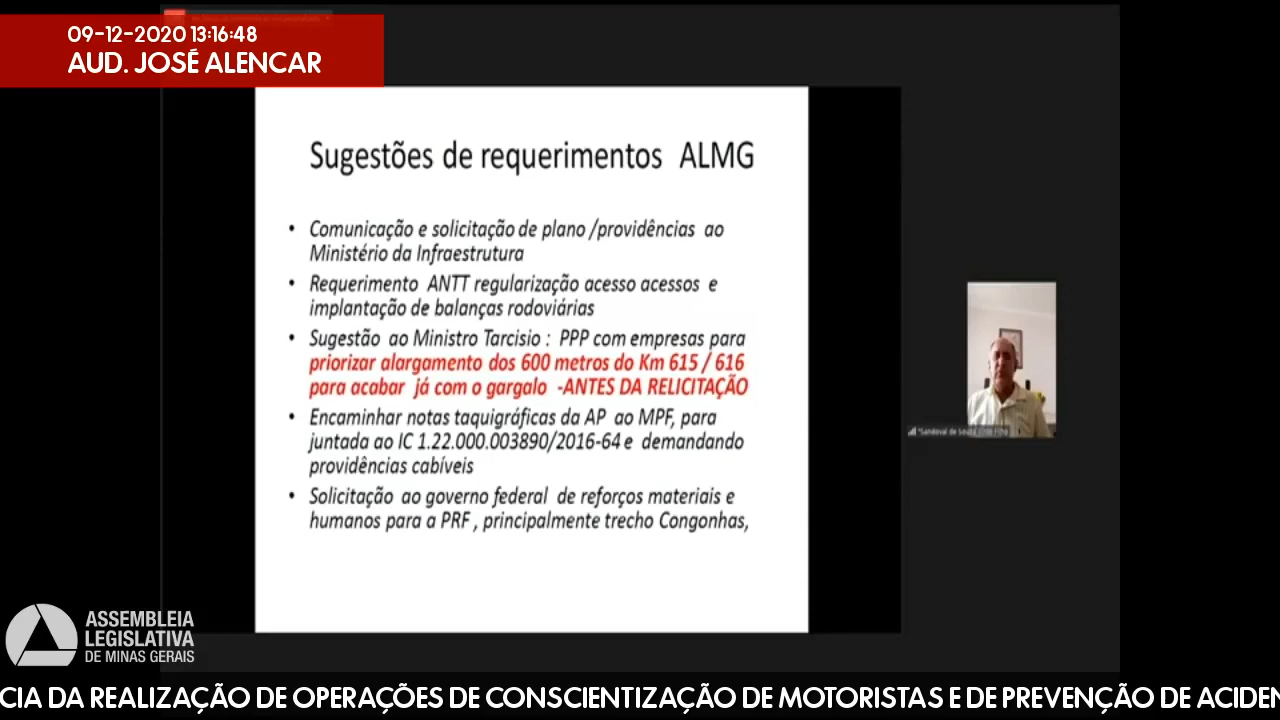 09-12-2020 13:16:48
AUD. JOSÉ ALENCAR
Sugestões de requerimentos ALMG
• Comunicação e solicitação de plano /providências ao
Ministério da Infraestrutura
• Requerimento ANTT regularização acesso acessos e
implantação de balanças rodoviárias
• Sugestão ao Ministro Tarcisio : PPP com empresas para
priorizar alargamento dos 600 metros do Km 615 / 616
para acabar já com o gargalo -ANTES DA RELICITAÇÃO
• Encaminhar notas taquigráficas da AP ao MPF, para
juntada ao IC 1.22.000.003890/2016-64 e demandando
providências cabíveis
• Solicitação ao governo federal de reforços materiais e
humanos para a PRF , principalmente trecho Congonhas,
*Sandoval de Souza
ASSEMBLEIA
LEGISLATIVA
DE MINAS GERAIS
CIA DA REALIZAÇÃO DE OPERAÇÕES DE CONSCIENTIZAÇÃO DE MOTORISTAS E DE PREVENÇÃO DE ACIDEN